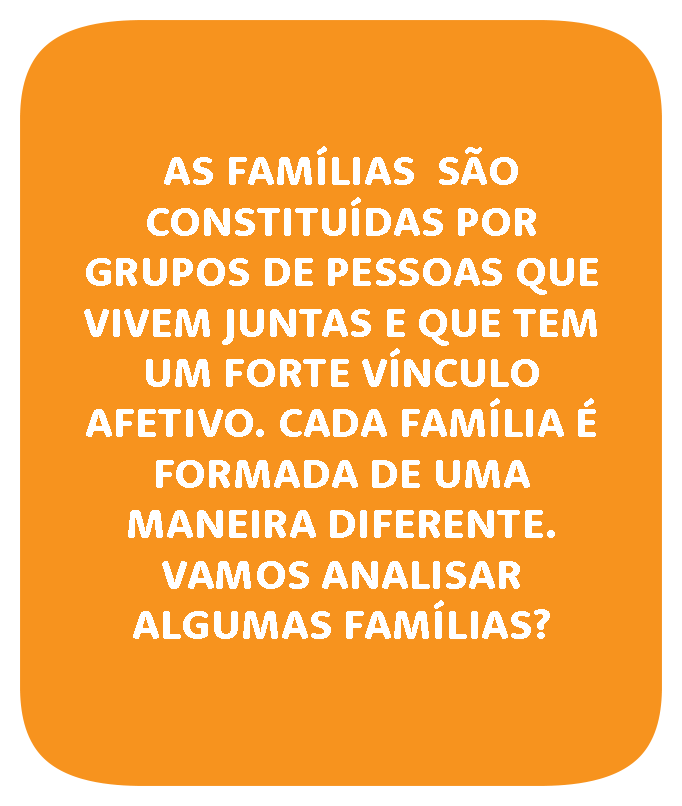 AS FAMÍLIAS  SÃO
CONSTITUÍDAS POR
GRUPOS DE PESSOAS QUE
VIVEM JUNTAS E QUE TEM
UM FORTE VÍNCULO
AFETIVO. CADA FAMÍLIA É
FORMADA DE UMA
MANEIRA DIFERENTE.
VAMOS ANALISAR
ALGUMAS FAMÍLIAS?